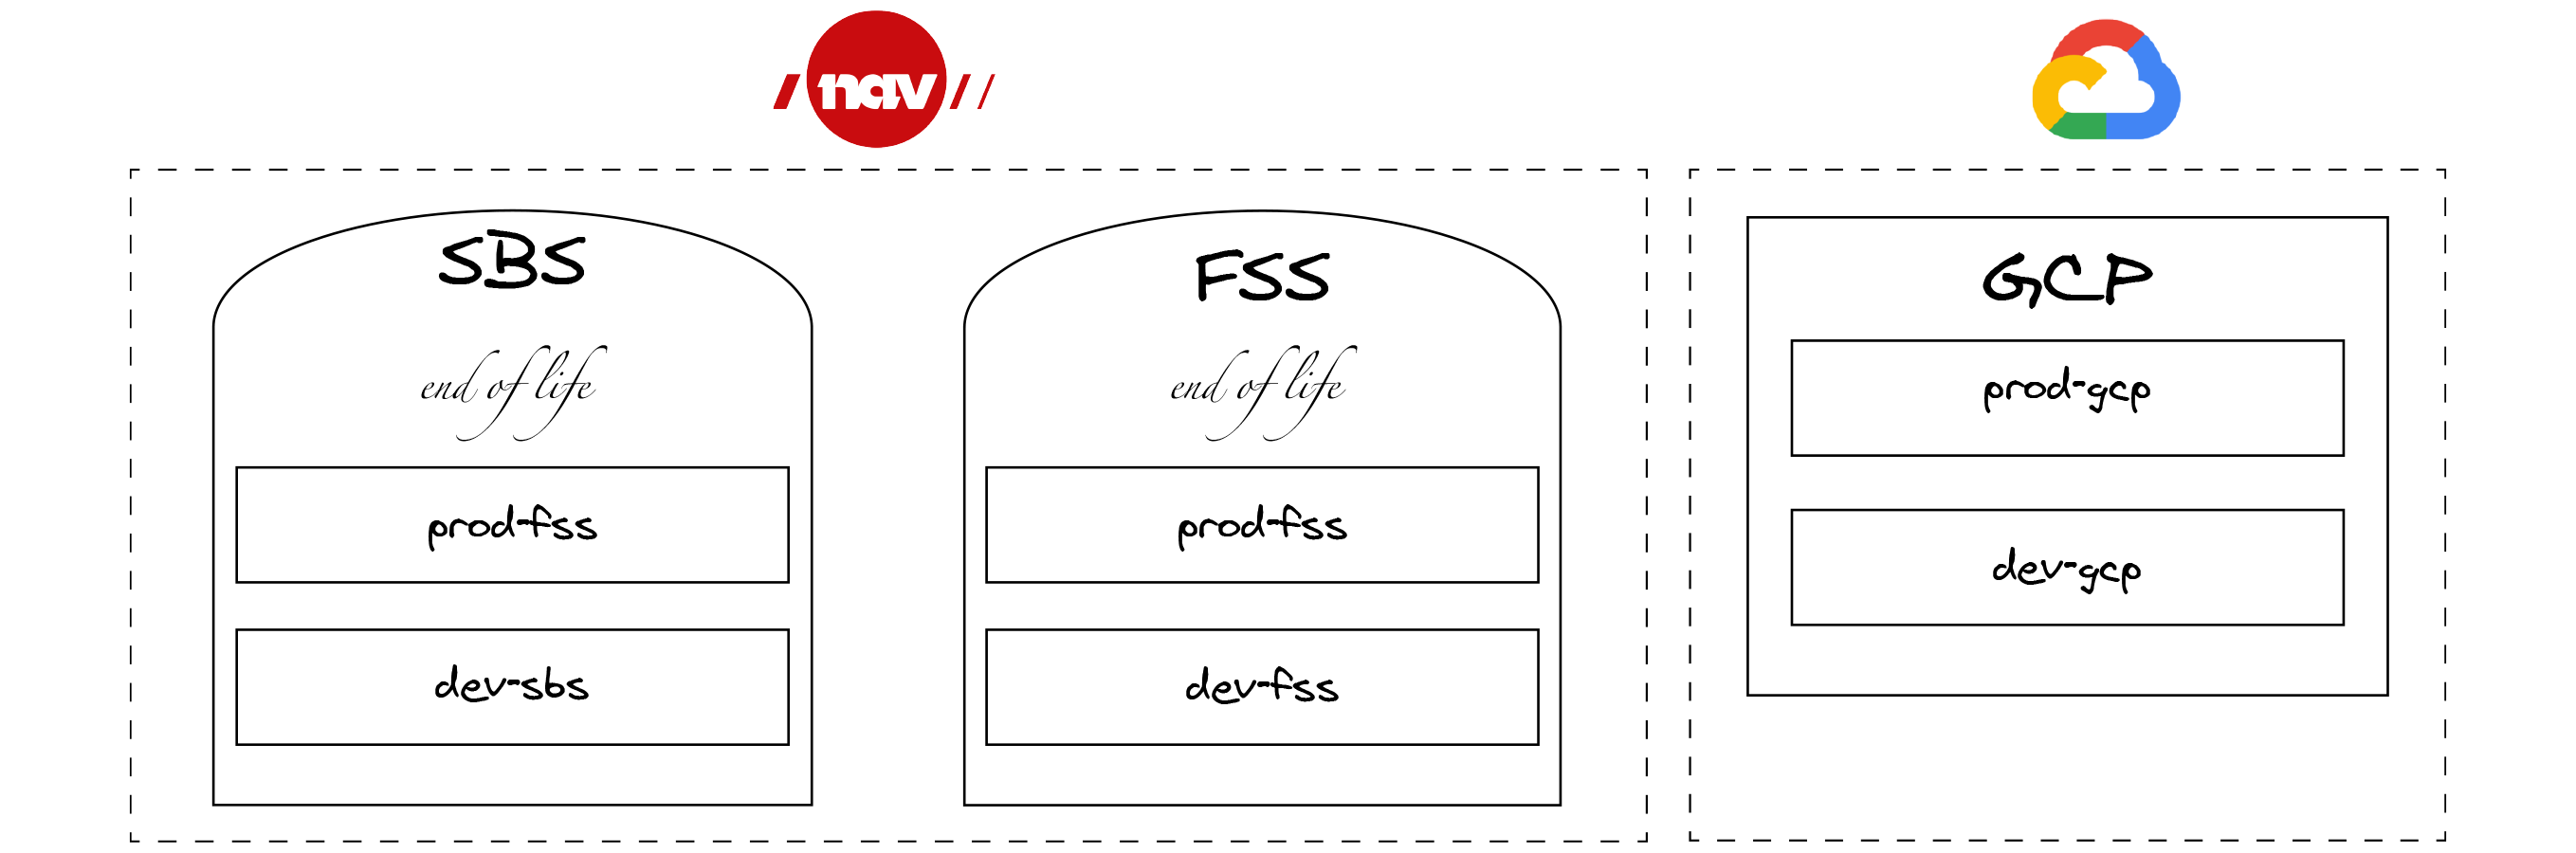 nav
SBS
end of life
prod-fss
dev-sbs
FSS
end of life
prod-fss
dev-fss
GCP
prod-gcp
dev-gcp